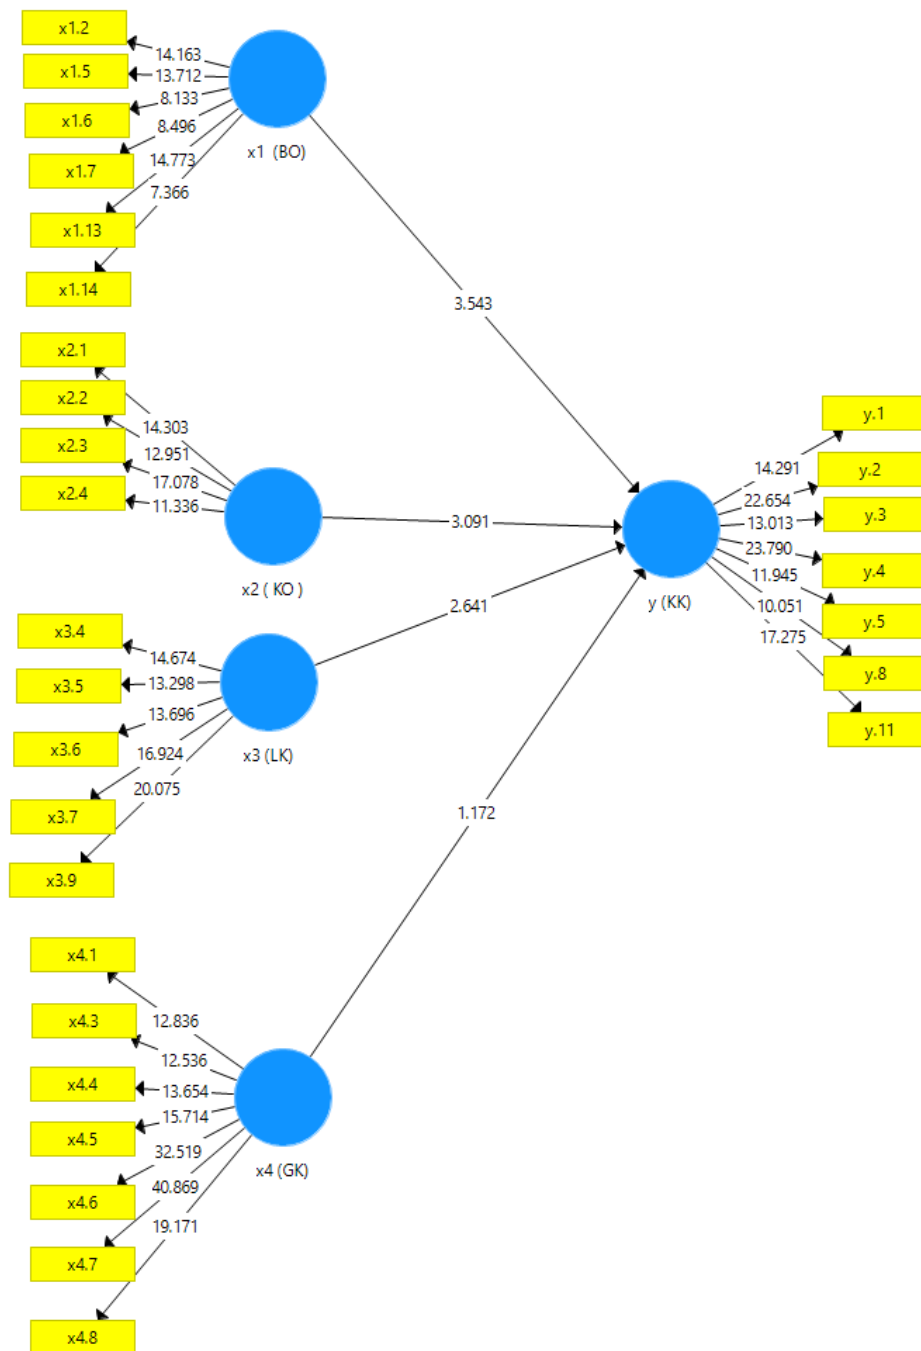 x1.2
x1.5
x1.6
x1.7
x1.13
x1.14
14.163
13.712
8.133
8.496
14.773
7.366
x1 (BO)
3.543
x2.1
x2.2
x2.3
x2.4
14.303
12.951
17.078
11.336
x2 ( KO )
3.091
x3.4
x3.5
x3.6
x3.7
x3.9
14.674
13.298
13.696
16.924
20.075
x3 (LK)
2.641
x4.1
x4.3
x4.4
x4.5
x4.6
x4.7
x4.8
12.836
12.536
13.654
15.714
32.519
40.869
19.171
x4 (GK)
1.172
y (KK)
14.291
22.654
13.013
23.790
11.945
10.051
17.275
y.1
y.2
y.3
y.4
y.5
y.8
y.11